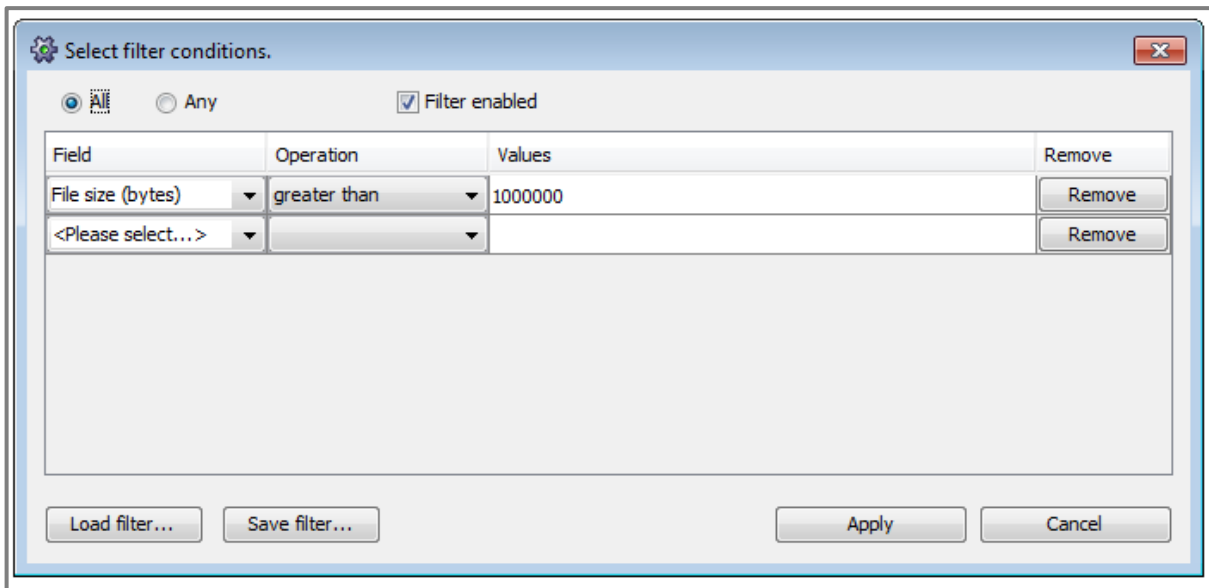 Select filter conditions.
All Any Filter enabled
Field Operation Values Remove
File size (bytes) greater than 1000000 Remove
<Please select...> Remove
Load filter... Save filter... Apply Cancel